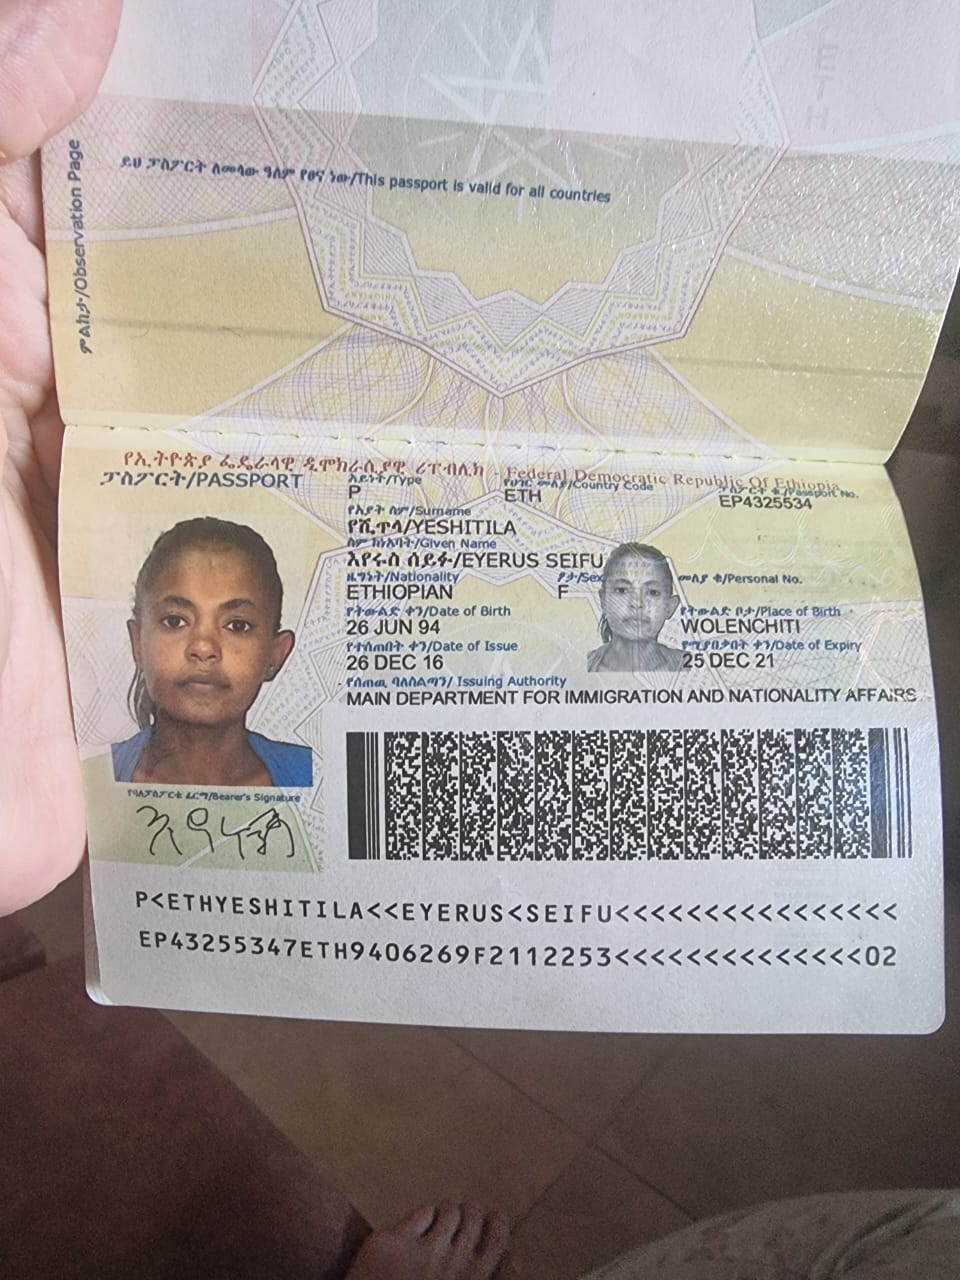 ምልከታ/Observation Page
ይህ ፓስፖርት ለመላው ዓለም የፀና ነው/This passport is valid for all countries
የኢትዮጵያ ፌዴራላዊ ዲሞክራሲያዊ ሪፐብሊክ - Federal Democratic Republic Of Ethiopia
ፓስፖርት/PASSPORT
አይነት/Type
P
የሀገር መለያ/Country Code
ETH
ፓስፖርት ቁ/Passport No.
EP4325534
የአያት ስም/Surname
የሺጥላ/YESHITILA
ስም ከነአባት/Given Name
እየሩስ ሰይፉ/EYERUS SEIFU
ዜግነት/Nationality
ETHIOPIAN
ፆታ/Sex
F
መለያ ቁ/Personal No.
የትውልድ ቀን/Date of Birth
26 JUN 94
የትውልድ ቦታ/Place of Birth
WOLENCHITI
የተሰጠበት ቀን/Date of Issue
26 DEC 16
የሚያበቃበት ቀን/Date of Expiry
25 DEC 21
የሰጠው ባለስልጣን/ Issuing Authority
MAIN DEPARTMENT FOR IMMIGRATION AND NATIONALITY AFFAIRS
የባለፓስፖርቱ ፊርማ/Bearer's Signature
P<ETHYESHITILA<<EYERUS<SEIFU<<<<<<<<<<<<<<<<
EP43255347ETH9406269F2112253<<<<<<<<<<<<<<02
ETH